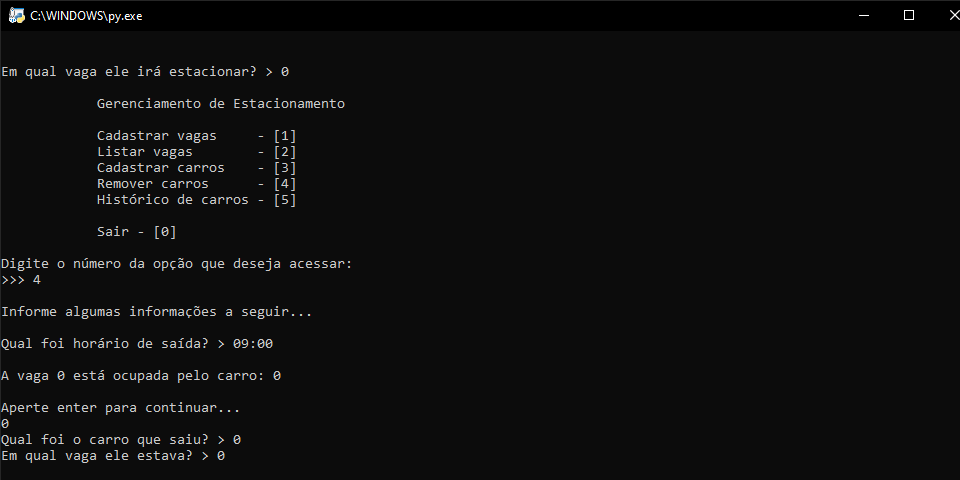 C:\WINDOWS\py.exe
Em qual vaga ele irá estacionar? > 0
Gerenciamento de Estacionamento
Cadastrar vagas     - [1]
Listar vagas        - [2]
Cadastrar carros    - [3]
Remover carros      - [4]
Histórico de carros - [5]
Sair - [0]
Digite o número da opção que deseja acessar:
>>> 4
Informe algumas informações a seguir...
Qual foi horário de saída? > 09:00
A vaga 0 está ocupada pelo carro: 0
Aperte enter para continuar...
0
Qual foi o carro que saiu? > 0
Em qual vaga ele estava? > 0